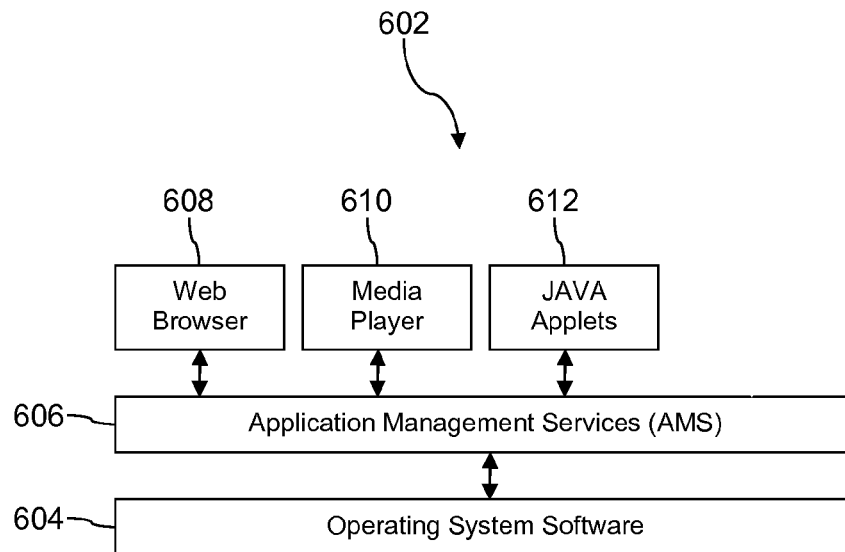 602
608
610
612
Web
Browser
Media
Player
JAVA
Applets
606
Application Management Services (AMS)
604
Operating System Software